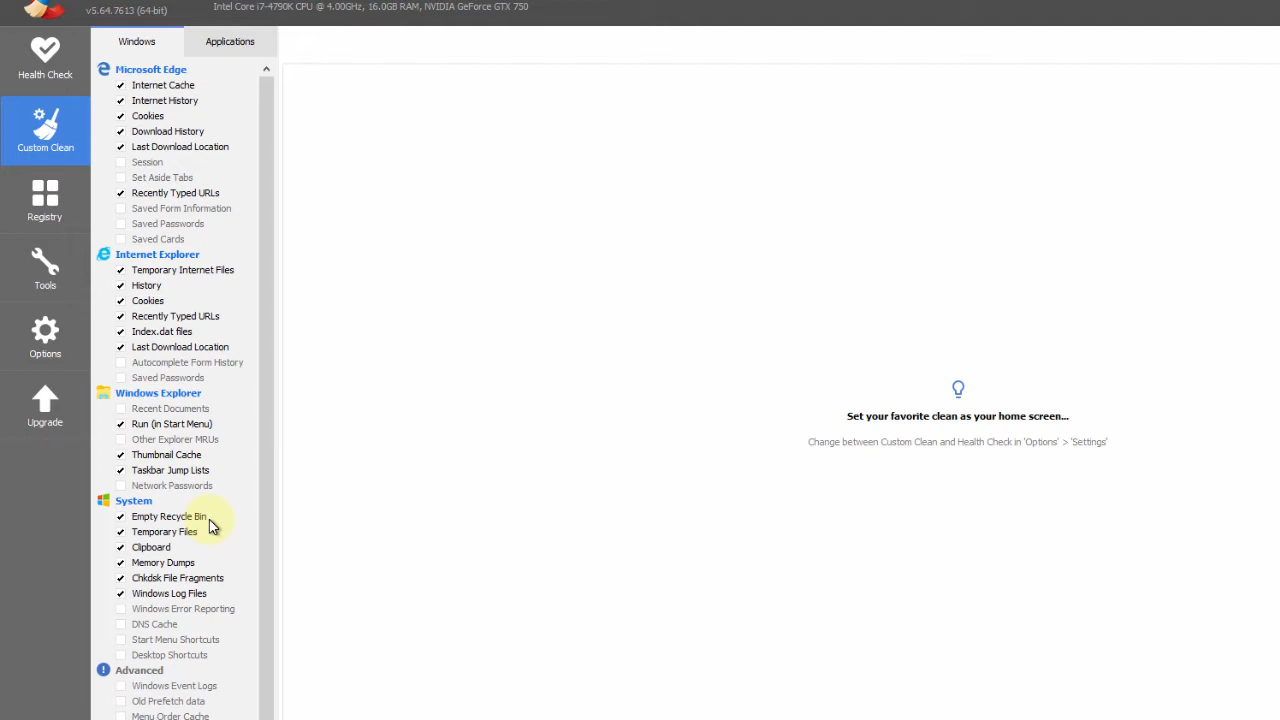 v5.64.7613 (64-bit)
Intel Core i7-4790K CPU @ 4.00GHz, 16.0GB RAM, NVIDIA GeForce GTX 750
Health Check
Custom Clean
Registry
Tools
Options
Upgrade
Windows
Applications
Microsoft Edge
Internet Cache
Internet History
Cookies
Download History
Last Download Location
Session
Set Aside Tabs
Recently Typed URLs
Saved Form Information
Saved Passwords
Saved Cards
Internet Explorer
Temporary Internet Files
History
Cookies
Recently Typed URLs
Index.dat files
Last Download Location
Autocomplete Form History
Saved Passwords
Windows Explorer
Recent Documents
Run (in Start Menu)
Other Explorer MRUs
Thumbnail Cache
Taskbar Jump Lists
Network Passwords
System
Empty Recycle Bin
Temporary Files
Clipboard
Memory Dumps
Chkdsk File Fragments
Windows Log Files
Windows Error Reporting
DNS Cache
Start Menu Shortcuts
Desktop Shortcuts
Advanced
Windows Event Logs
Old Prefetch data
Menu Order Cache
Set your favorite clean as your home screen...
Change between Custom Clean and Health Check in 'Options' > 'Settings'